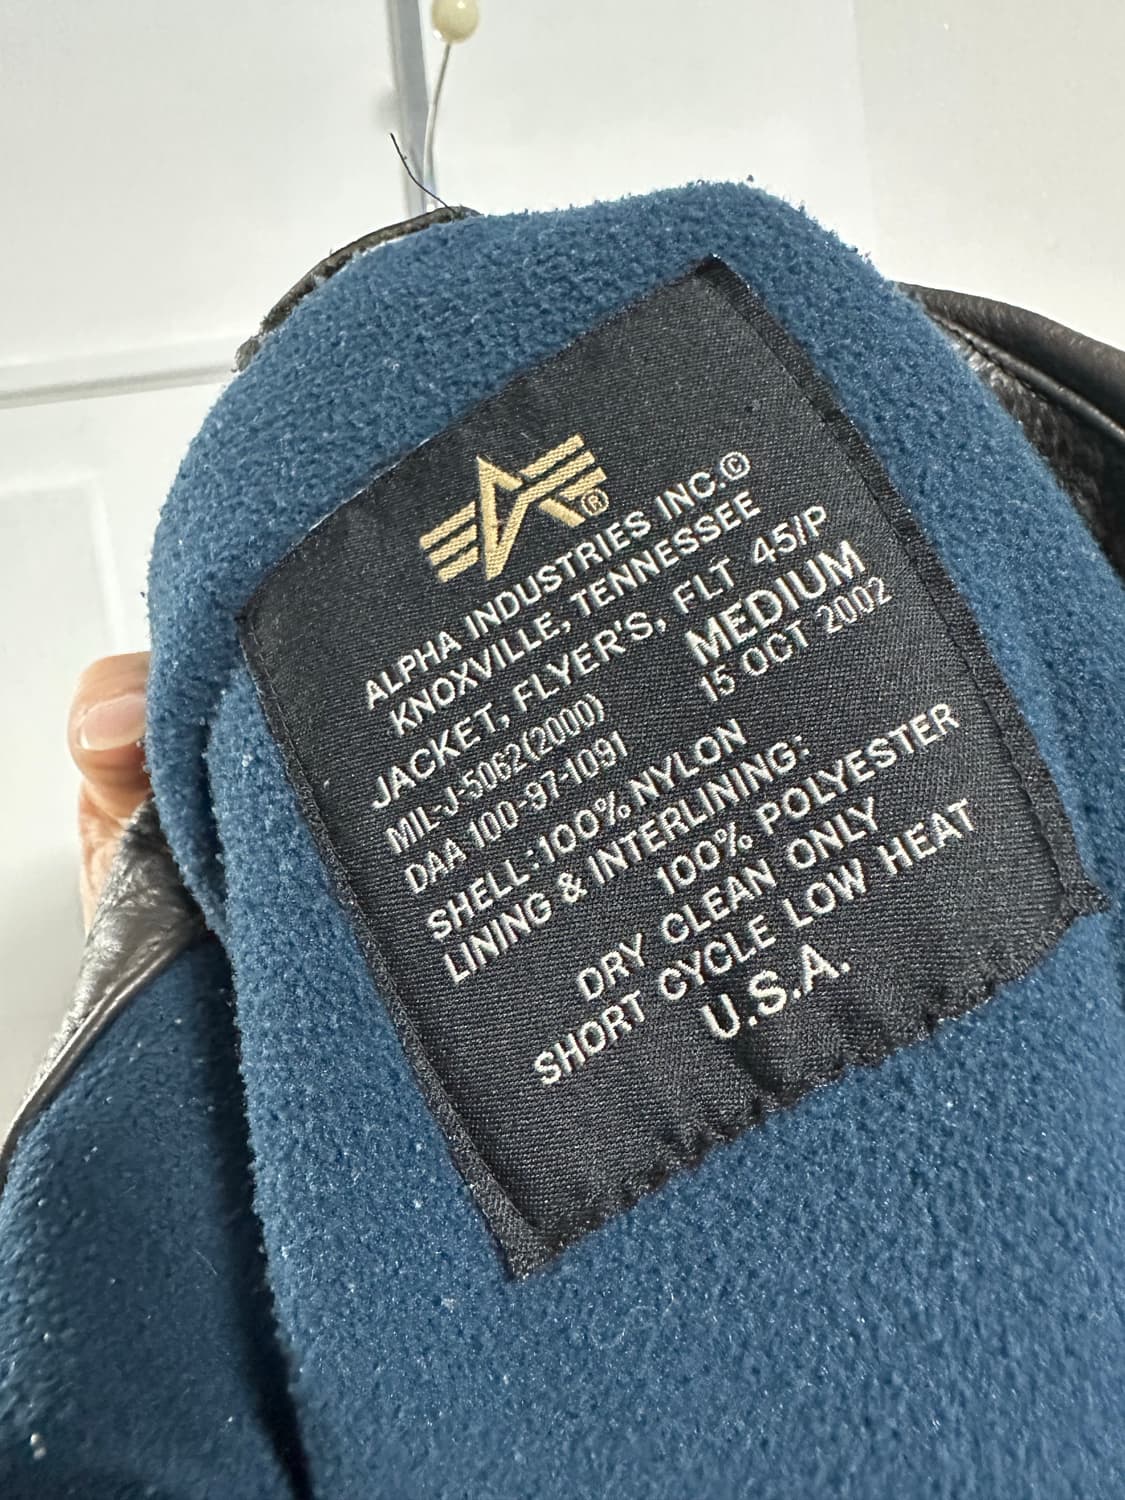 ALPHA INDUSTRIES INC.©
KNOXVILLE, TENNESSEE
JACKET, FLYER'S, FLT 45/P
MEDIUM
MIL-J-5062(2000) 15 OCT 2002
DAA 100-97-1091
SHELL:100% NYLON
LINING & INTERLINING:
100% POLYESTER
DRY CLEAN ONLY
SHORT CYCLE LOW HEAT
U.S.A.